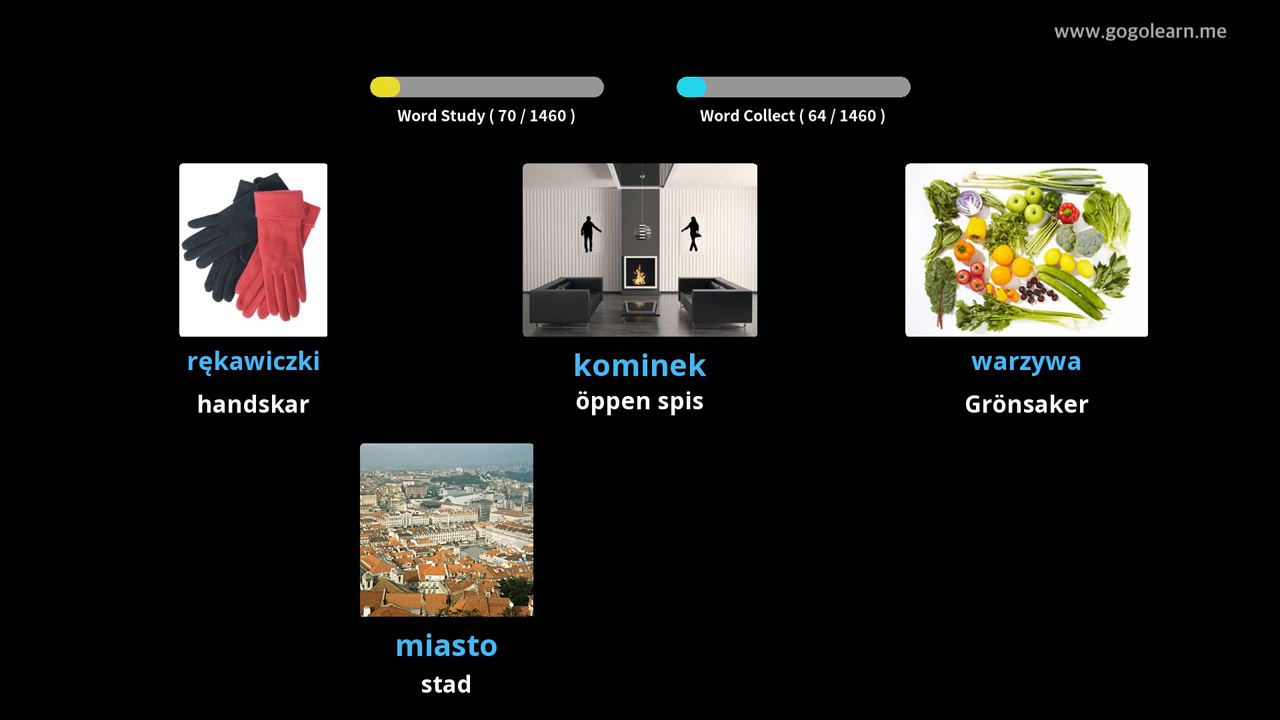 www.gogolearn.me
Word Study ( 70 / 1460 )
Word Collect ( 64 / 1460 )
rękawiczki
handskar
kominek
öppen spis
warzywa
Grönsaker
miasto
stad